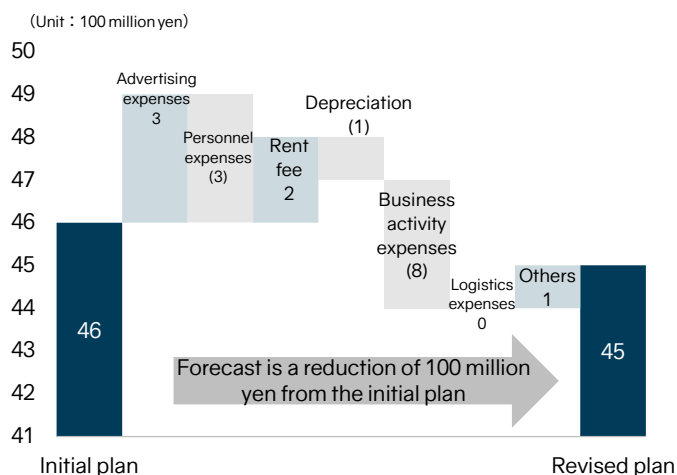 （Unit：100 million yen）
50
49
48
47
46
45
44
43
42
41
Advertising
expenses
3
Personnel
expenses
(3)
Rent
fee
2
Depreciation
(1)
Business
activity
expenses
(8)
Logistics
expenses
0
Others
1
46
45
Forecast is a reduction of 100 million
yen from the initial plan
Initial plan
Revised plan